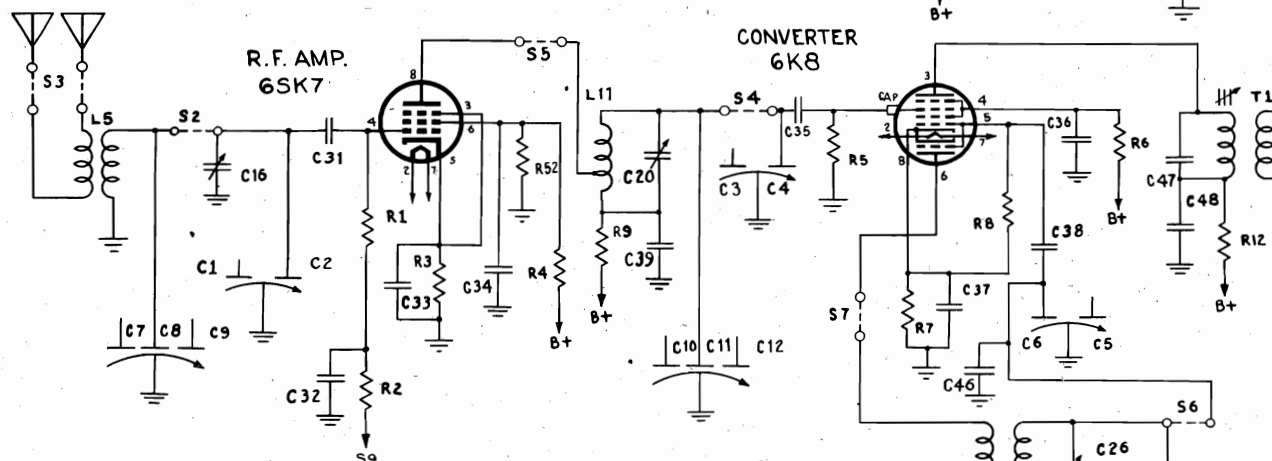 B+
R.F. AMP.
6SK7
CONVERTER
6K8
S3
L5
S2
C16
C31
4
8
3
6
5
2
7
R52
S5
L11
C20
S4
C35
CAP
R5
C3 C4
3
4
5
2
7
8
6
C36
R6
B+
T1
C47
C48
R12
B+
R1
R3
C33
C34
R4
B+
R9
C39
B+
R8
C38
C1 C2
C7 C8 C9
C32
R2
S9
C10 C11 C12
S7
R7
C37
C6 C5
C46
S6
C26